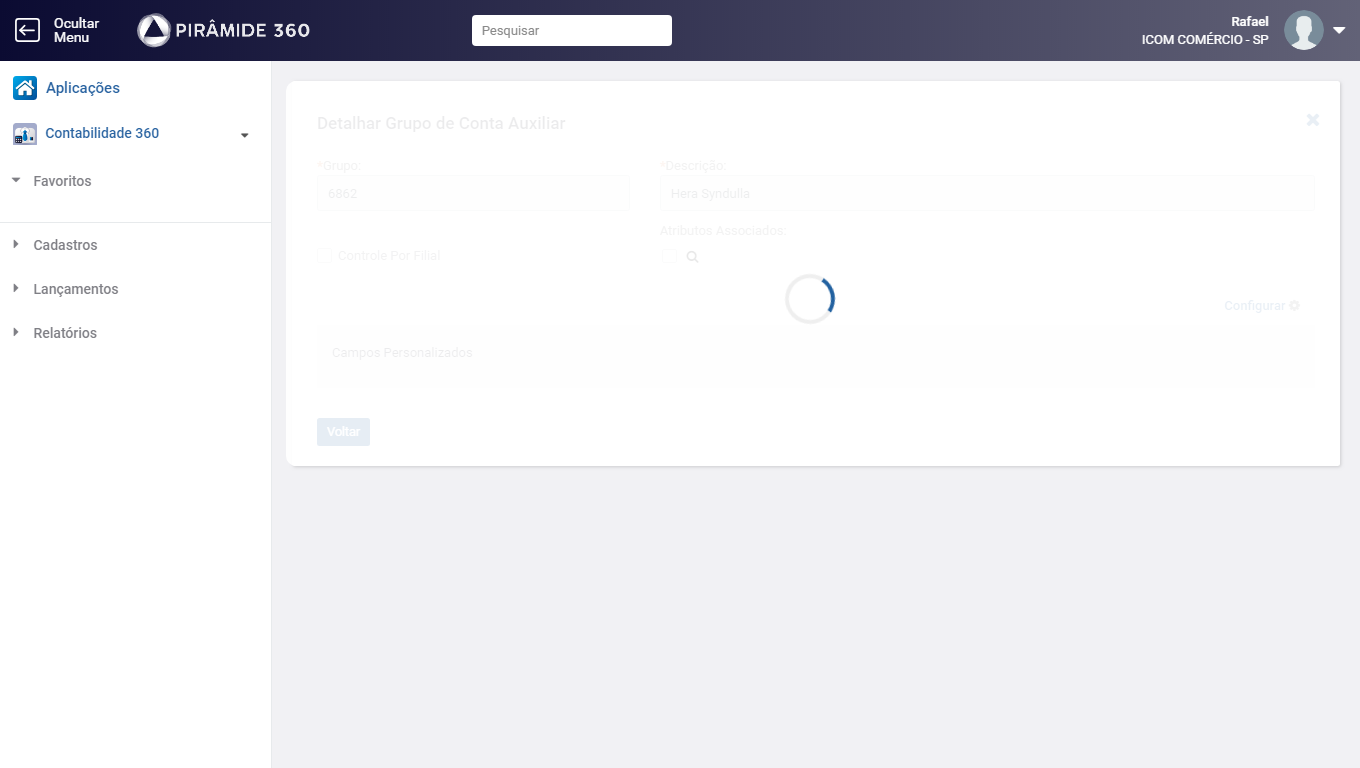 Ocultar
Menu
PIRÂMIDE 360
Pesquisar
Rafael
ICOM COMÉRCIO - SP
Aplicações
Contabilidade 360
Favoritos
Cadastros
Lançamentos
Relatórios
Detalhar Grupo de Conta Auxiliar
*Grupo:
*Descrição:
6862
Hera Syndulla
Atributos Associados:
Controle Por Filial
Configurar
Campos Personalizados
Voltar